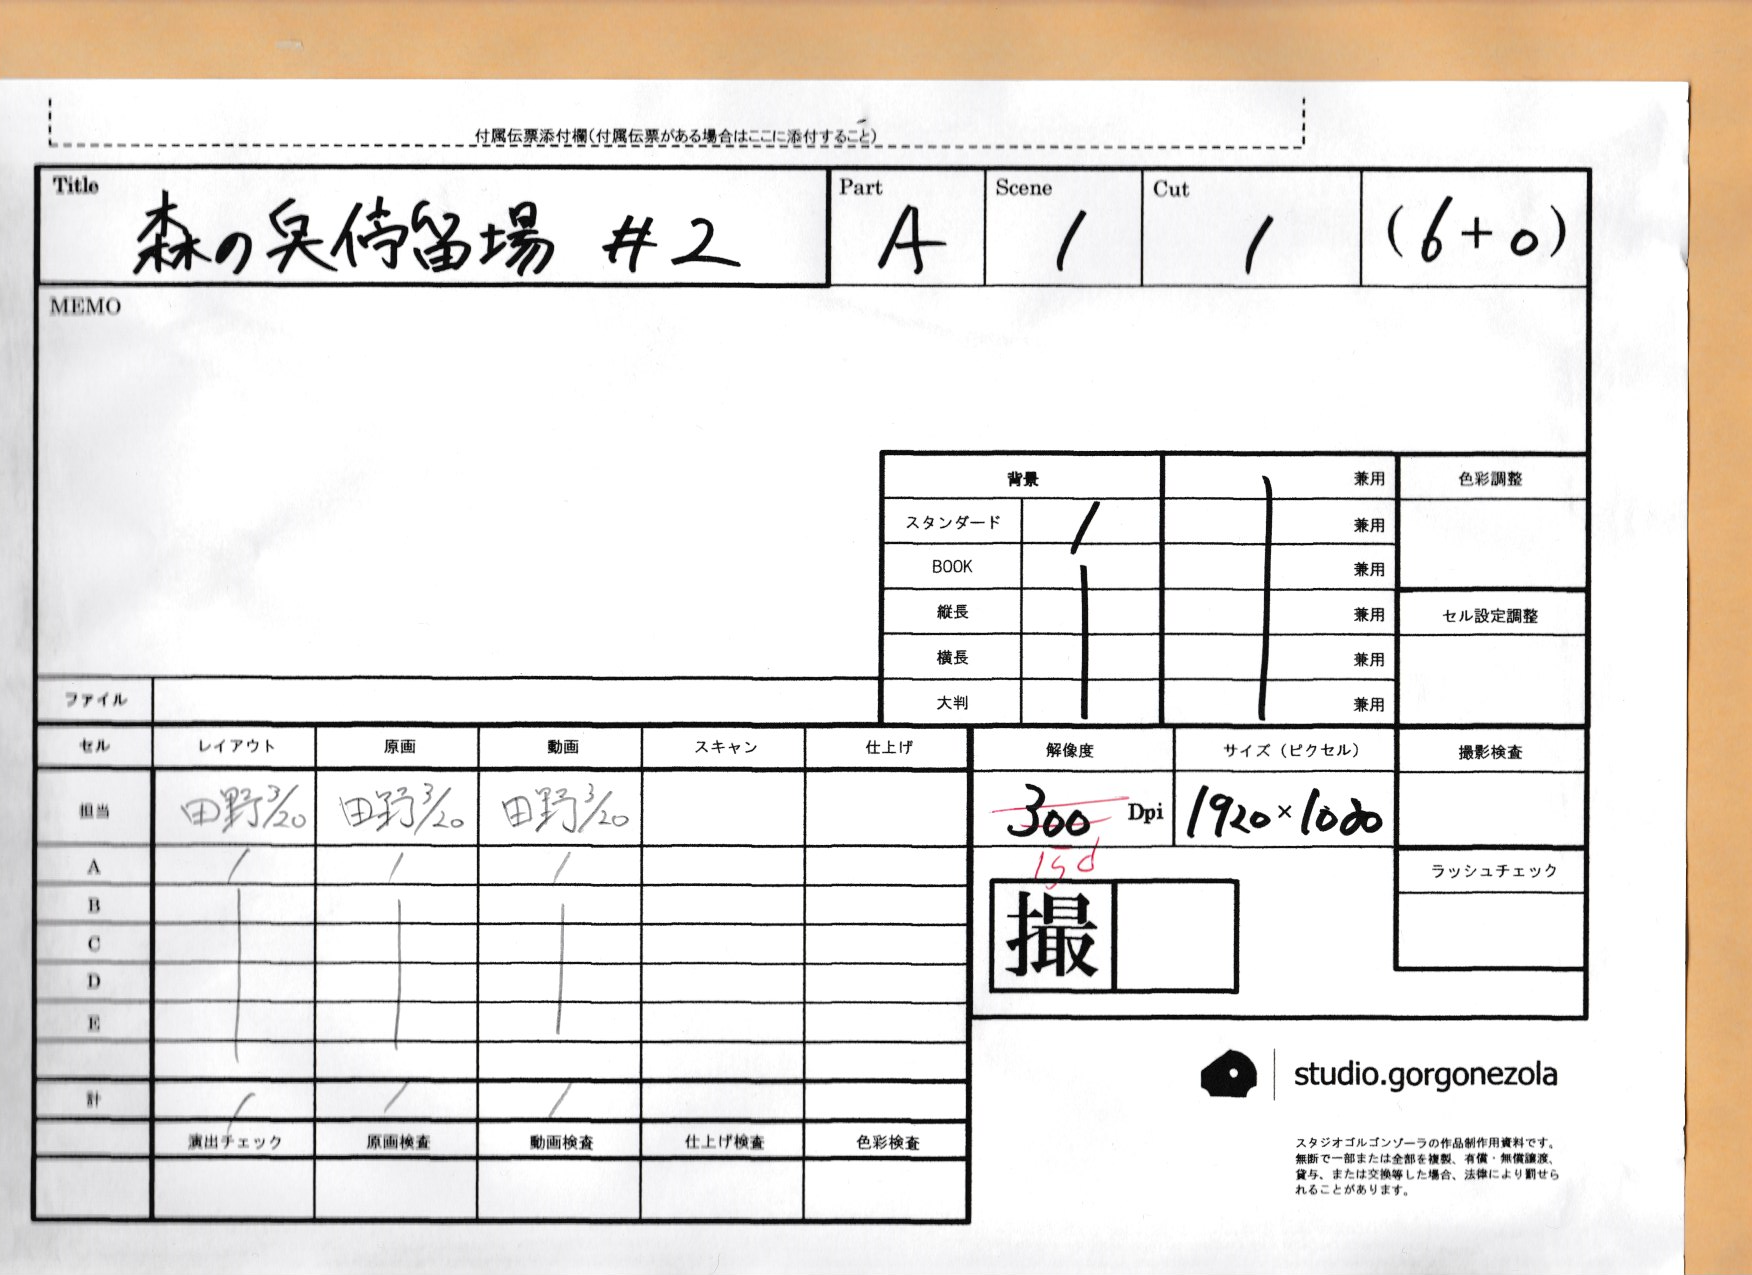 付属伝票添付欄(付属伝票がある場合はここに添付すること)
Title
森の奥停留場 #2
Part
A
Scene
1
Cut
1
(6+0)
MEMO
背景
兼用
色彩調整
スタンダード
1
兼用
BOOK
兼用
縦長
兼用
セル設定調整
横長
兼用
大判
兼用
ファイル
セル
レイアウト
原画
動画
スキャン
仕上げ
解像度
サイズ(ピクセル)
撮影検査
担当
田野3/20
田野3/20
田野3/20
300 Dpi
1920×1080
150
A
1
1
1
ラッシュチェック
B
撮
C
D
E
計
1
1
1
演出チェック
原画検査
動画検査
仕上げ検査
色彩検査
studio.gorgonezola
スタジオゴルゴンゾーラの作品制作用資料です。
無断で一部または全部を複製、有償・無償譲渡、
貸与、または交換等した場合、法律により罰せら
れることがあります。